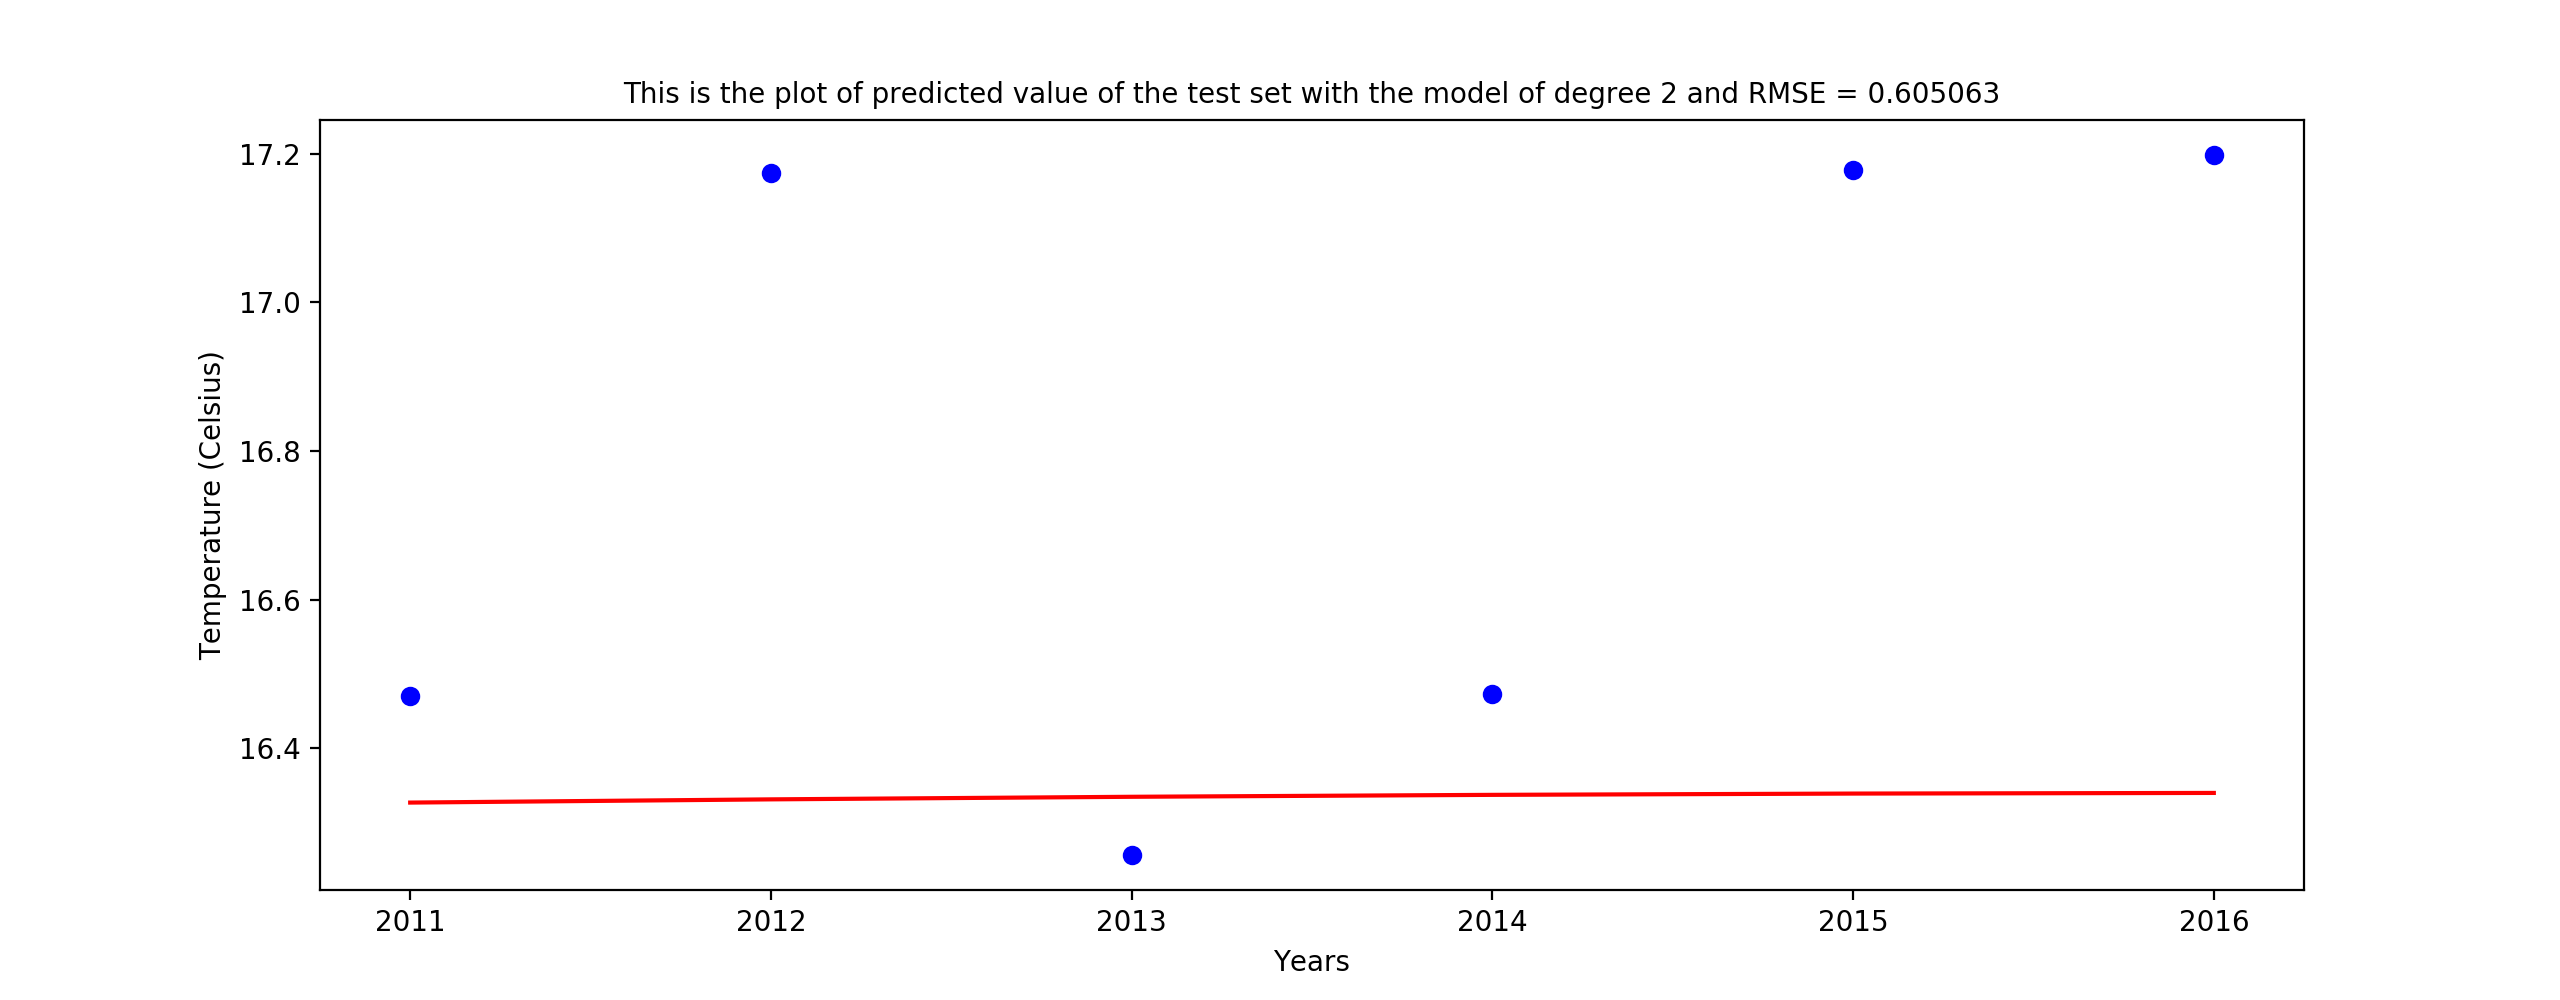 This is the plot of predicted value of the test set with the model of degree 2 and RMSE = 0.605063
17.2
17.0
16.8
16.6
16.4
Temperature (Celsius)
2011 2012 2013 2014 2015 2016
Years